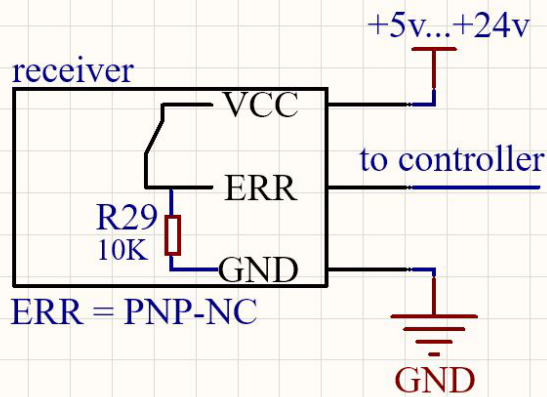 +5v...+24v
receiver
VCC
to controller
ERR
R29
10K
GND
ERR = PNP-NC
GND